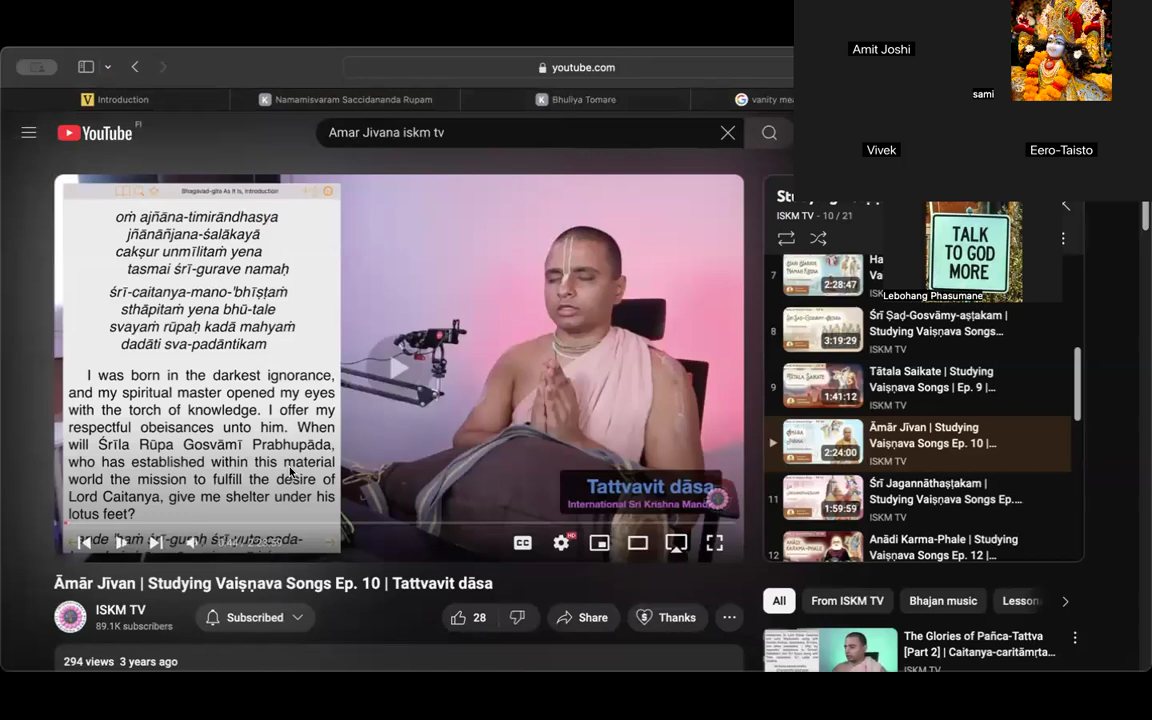 Amit Joshi
sami
Vivek
Eero-Taisto
TALK
TO GOD
MORE
Lebohang Phasumane
youtube.com
Introduction
Namamisvaram Saccidananda Rupam
Bhuliya Tomare
vanity me
YouTube FI
Amar Jivana iskm tv
Bhagavad-gita As It Is, Introduction
oṁ ajñāna-timirāndhasya
jñānāñjana-śalākayā
cakṣur unmīlitaṁ yena
tasmai śrī-gurave namaḥ
śrī-caitanya-mano-'bhīṣṭaṁ
sthāpitaṁ yena bhū-tale
svayaṁ rūpaḥ kadā mahyaṁ
dadāti sva-padāntikam
I was born in the darkest ignorance,
and my spiritual master opened my eyes
with the torch of knowledge. I offer my
respectful obeisances unto him. When
will Śrīla Rūpa Gosvāmī Prabhupāda,
who has established within this material
world the mission to fulfill the desire of
Lord Caitanya, give me shelter under his
lotus feet?
Tattvavit dāsa
International Sri Krishna Mand
CC
HD
Āmār Jīvan | Studying Vaiṣṇava Songs Ep. 10 | Tattvavit dāsa
ISKM TV
89.1K subscribers
Subscribed
28
Share
Thanks
294 views 3 years ago
ISKM TV - 10 / 21
7
2:28:47
8
3:19:29
Śrī Ṣaḍ-Gosvāmy-aṣṭakam |
Studying Vaiṣṇava Songs...
ISKM TV
9
TĀTALA SAIKATE
1:41:12
Tātala Saikate | Studying
Vaiṣṇava Songs | Ep. 9 |...
ISKM TV
2:24:00
Āmār Jīvan | Studying
Vaiṣṇava Songs Ep. 10 |...
ISKM TV
11
1:59:59
Śrī Jagannāthaṣṭakam |
Studying Vaiṣṇava Songs Ep....
ISKM TV
12
Anādi Karma-Phale | Studying
Vaiṣṇava Songs Ep. 12 |...
All
From ISKM TV
Bhajan music
Lesson
The Glories of Pañca-Tattva
[Part 2] | Caitanya-caritāmṛta...